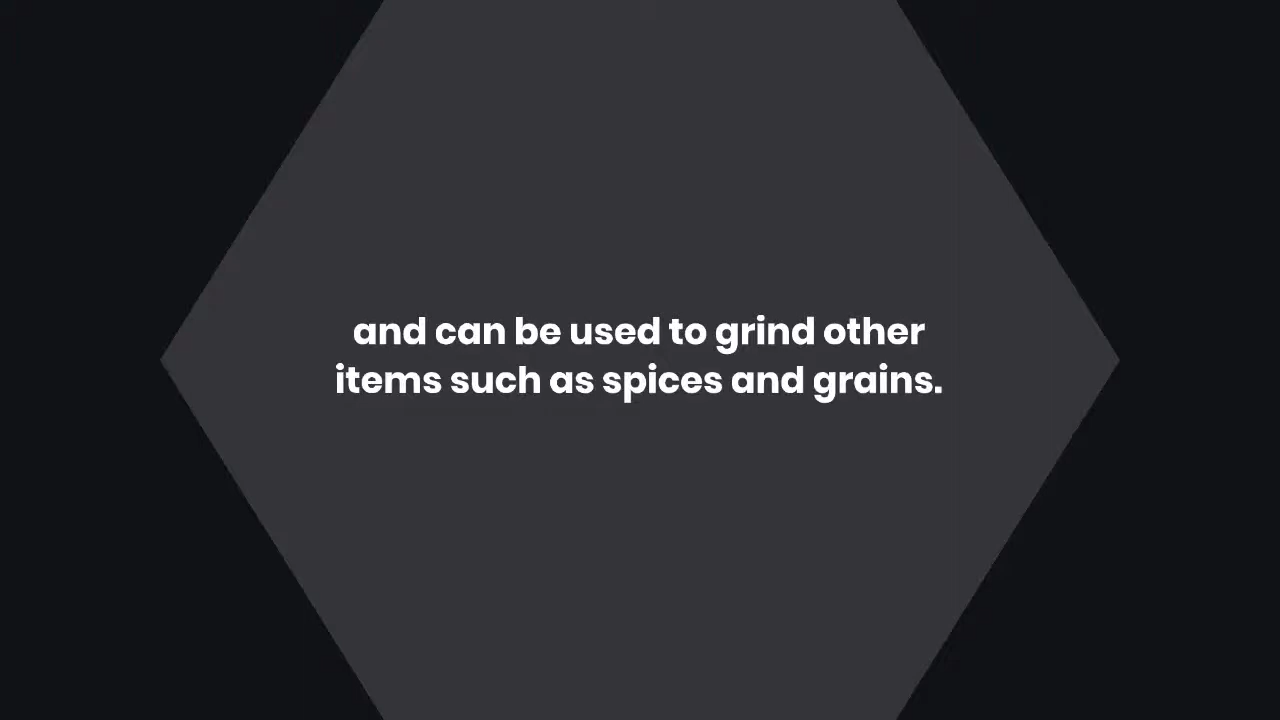 and can be used to grind other
items such as spices and grains.